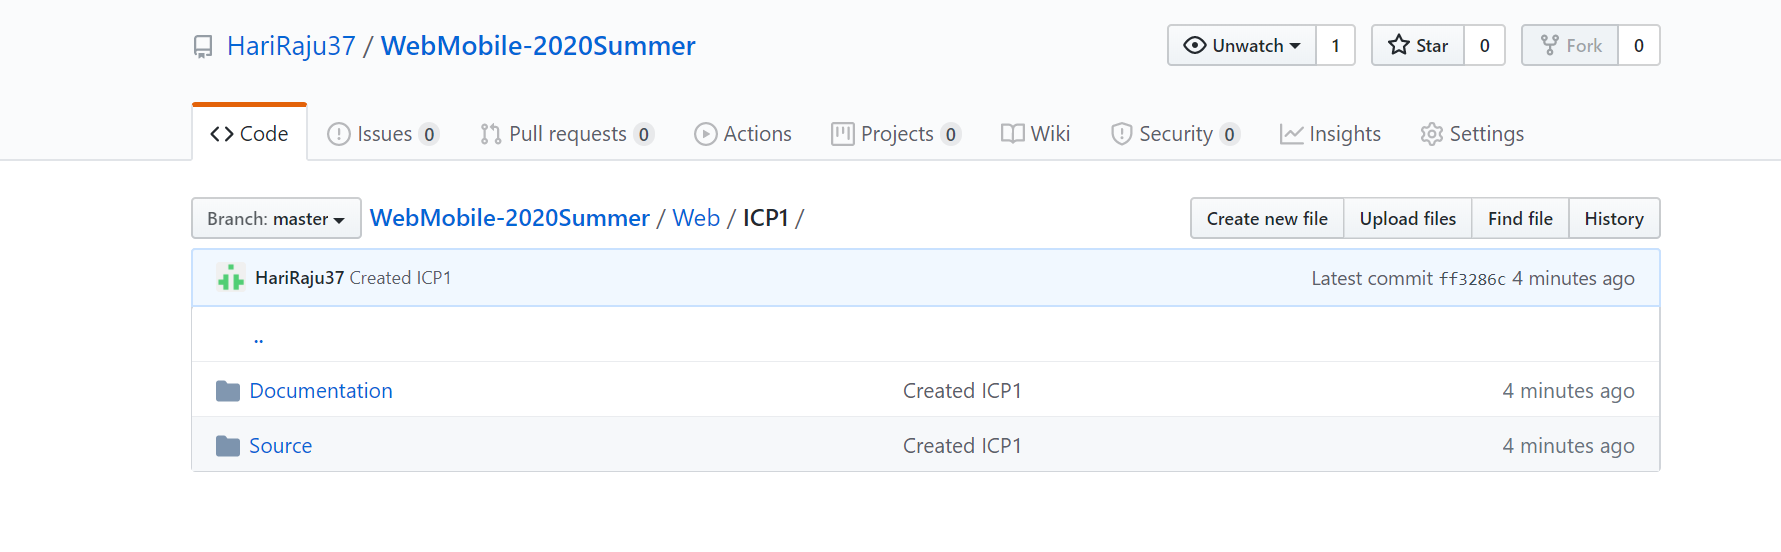 HariRaju37 / WebMobile-2020Summer
Unwatch 1 Star 0 Fork 0
Code Issues 0 Pull requests 0 Actions Projects 0 Wiki Security 0 Insights Settings
Branch: master WebMobile-2020Summer / Web / ICP1 / Create new file Upload files Find file History
HariRaju37 Created ICP1 Latest commit ff3286c 4 minutes ago
..
Documentation Created ICP1 4 minutes ago
Source Created ICP1 4 minutes ago